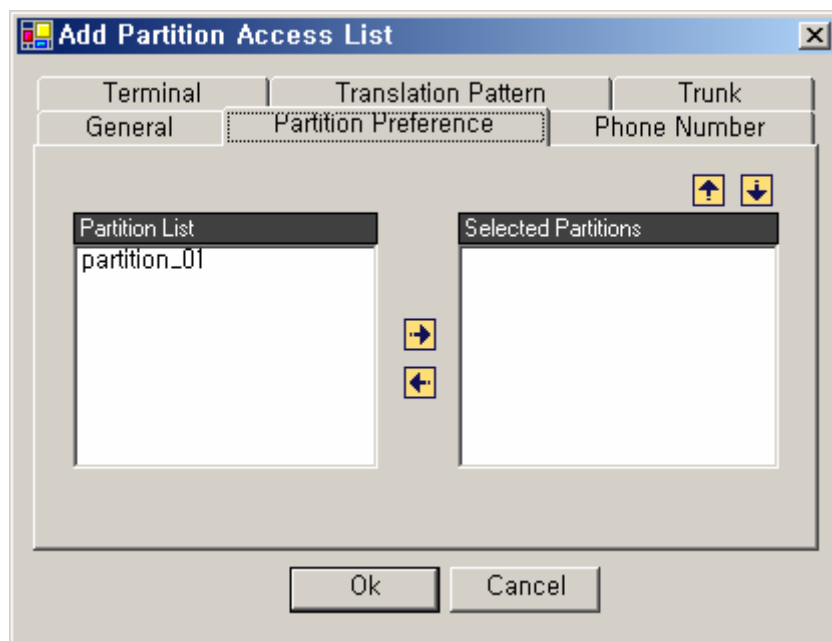 Add Partition Access List
Terminal Translation Pattern Trunk
General Partition Preference Phone Number
Partition List Selected Partitions
partition_01
Ok Cancel